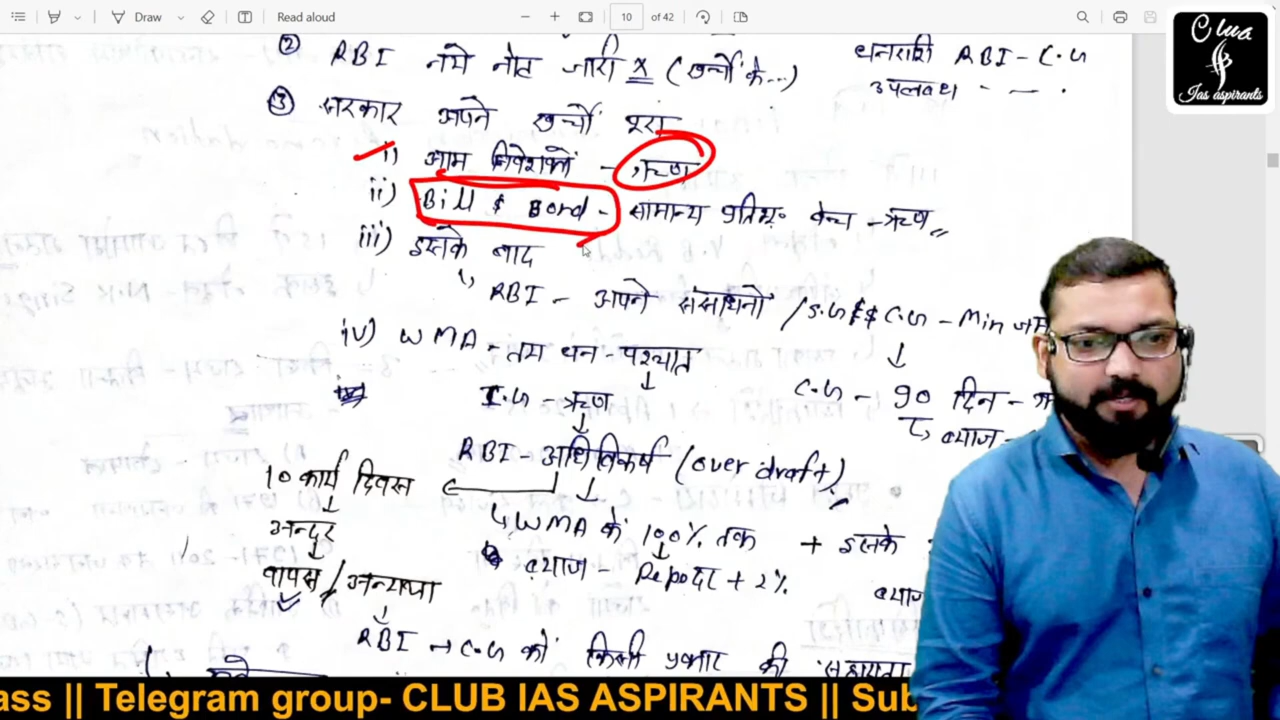 Draw
Read aloud
10 of 42
Clua
Ias aspirants
② RBI नये नोट जारी x (खर्चों के...)
धनराशी RBI - C.G
उपलब्ध - - .
③ सरकार अपने खर्चों
i) आम निवेशकों - ऋण
ii) Bill & Bond - सामान्य प्रतिभू० बेच - ऋण
iii) इसके बाद
RBI - अपने संसाधनों / S.G && C.G - Min
iv) WMA - तय धन - पश्चात
C.G - 90 दिन -
ऋण
ब्याज -
RBI - अधिविकर्ष (over draft)
10 कार्य दिवस
WMA के 100% तक + इसके
अन्दर
ब्याज - Repo दर + 2%
वापस / अन्यथा
RBI → C.G को किसी प्रकार की सहायता
ass || Telegram group- CLUB IAS ASPIRANTS || Sub